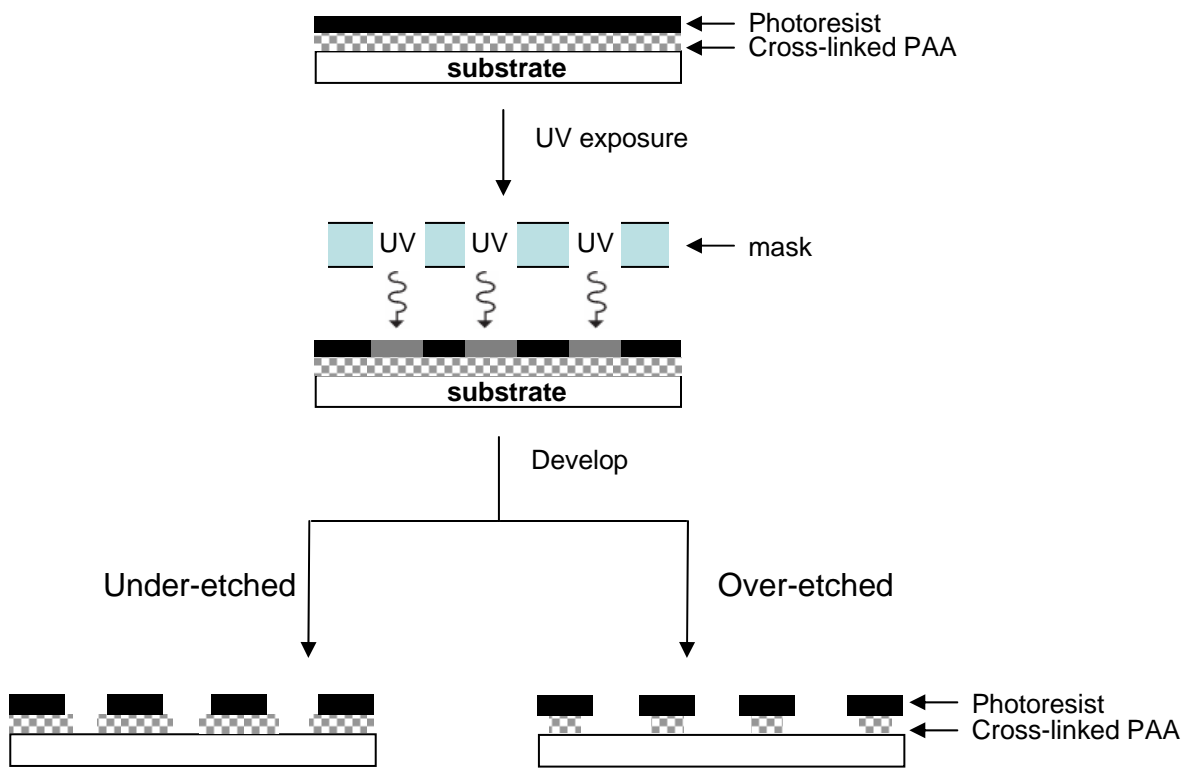 Photoresist
Cross-linked PAA
substrate
UV exposure
UV UV UV
mask
substrate
Develop
Under-etched
Over-etched
Photoresist
Cross-linked PAA